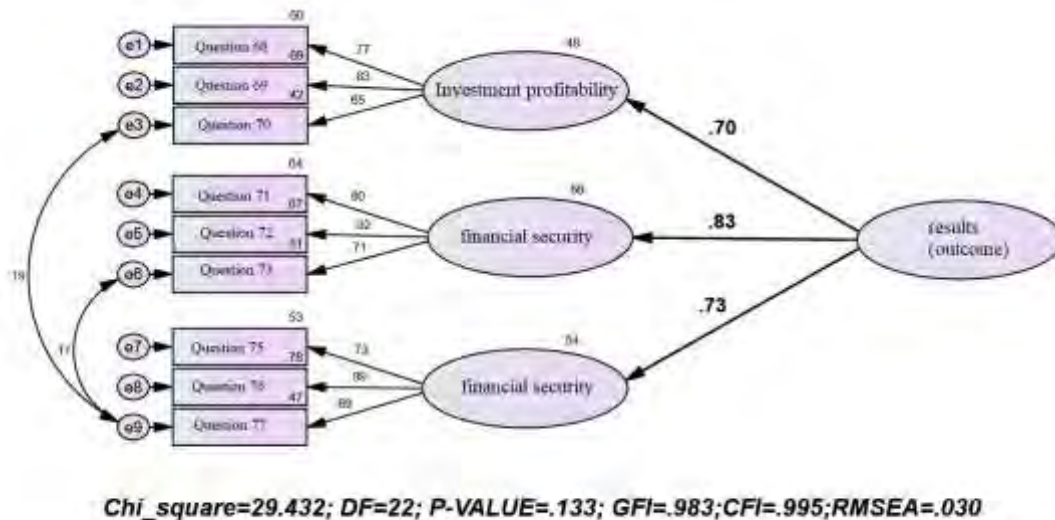 .60
e1 Question 68 .77 .48
.69
e2 Question 69 .83 Investment profitability
.42
e3 Question 70 .65
.70
.64
e4 Question 71 .80 .68
.67
e5 Question 72 .82 financial security .83 results
(outcome)
.51
e6 Question 73 .71
.19
.73
.53
e7 Question 75 .73 .54
.78
e8 Question 76 financial security
.47
e9 Question 77 .69
Chi_square=29.432; DF=22; P-VALUE=.133; GFI=.983;CFI=.995;RMSEA=.030